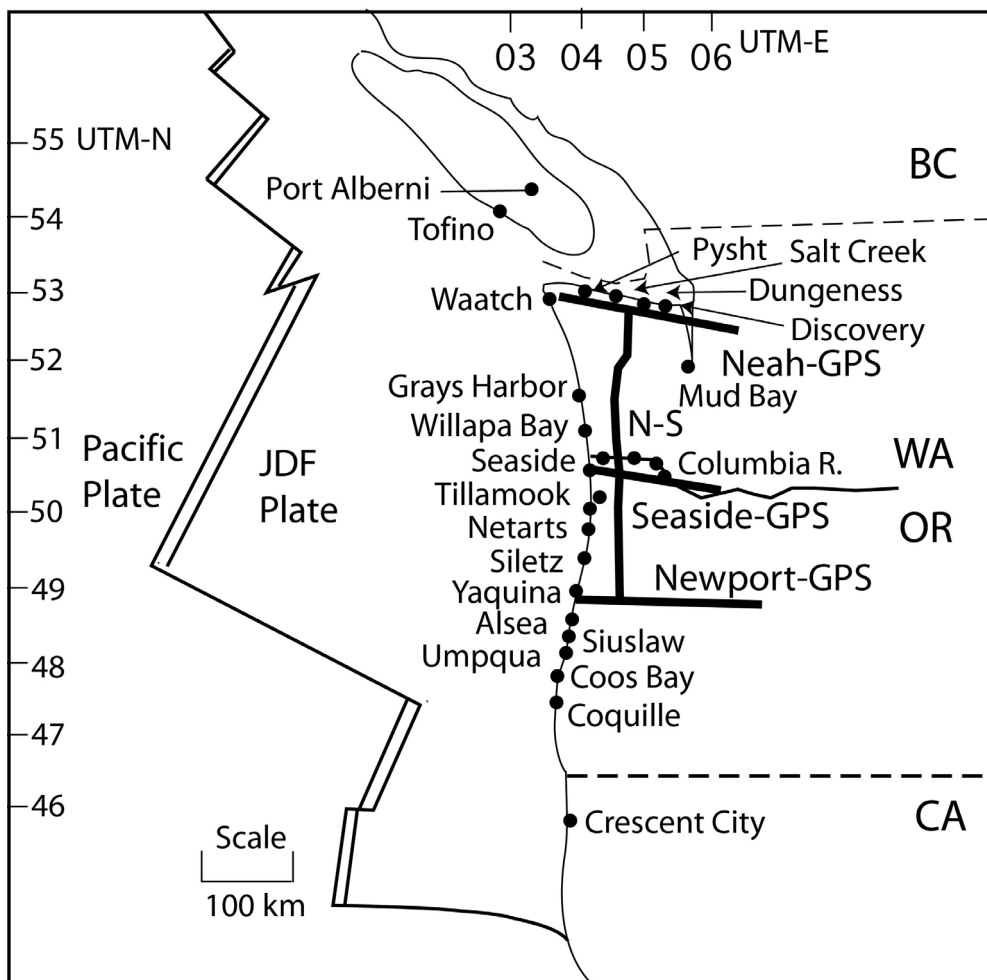 03 04 05 06 UTM-E
55 UTM-N
BC
Port Alberni
54
Tofino
Pysht
Salt Creek
53
Waatch
Dungeness
Discovery
52
Neah-GPS
Grays Harbor
Mud Bay
Willapa Bay
N-S
51
Pacific
Plate
JDF
Plate
Seaside
Columbia R.
WA
Tillamook
50
Seaside-GPS
OR
Netarts
Siletz
49
Yaquina
Newport-GPS
Alsea
Siuslaw
48
Umpqua
Coos Bay
Coquille
47
46
Scale
100 km
Crescent City
CA